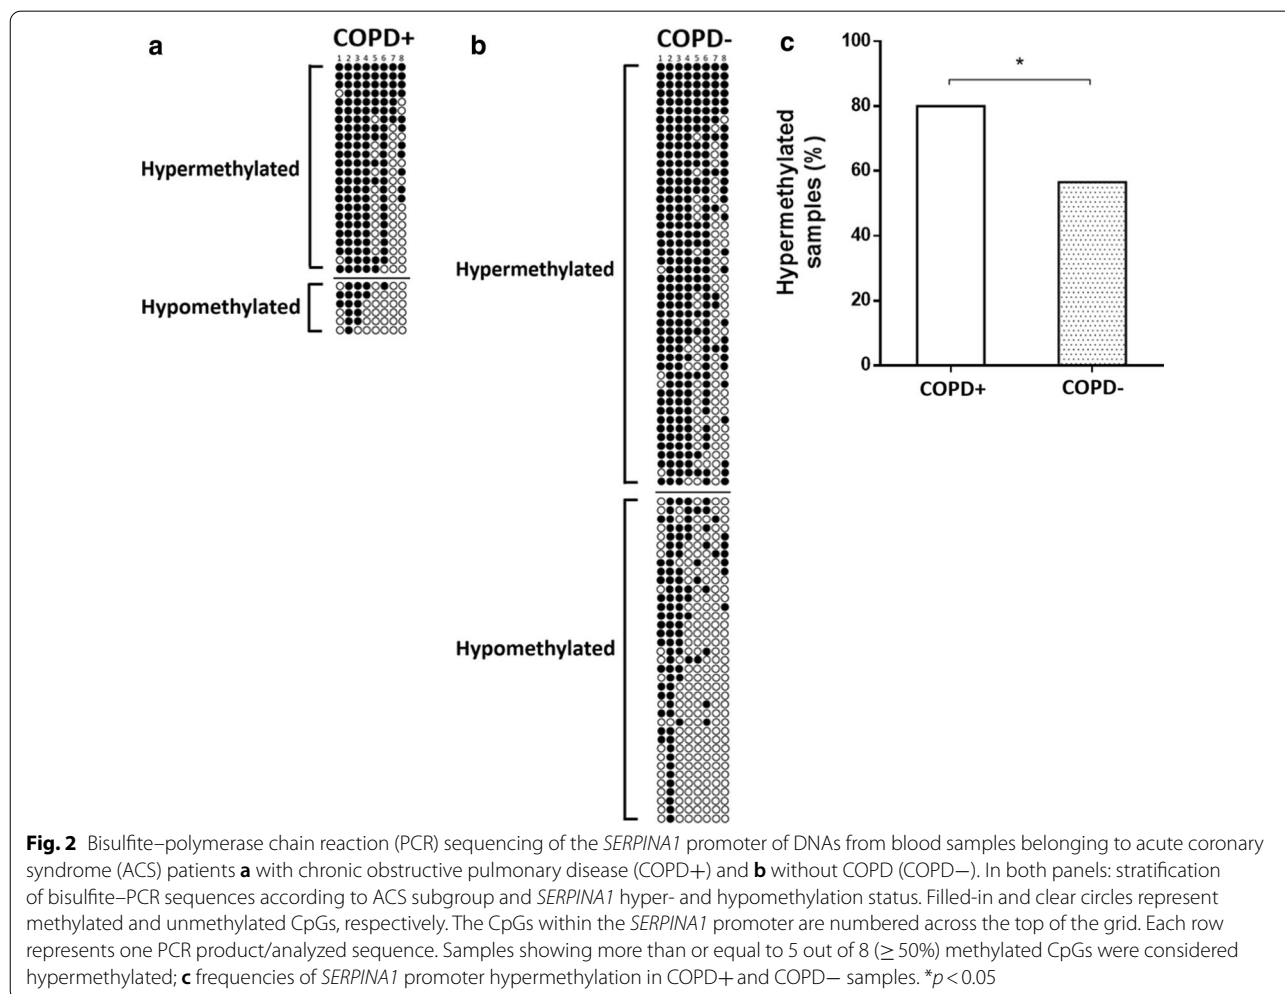 a
COPD+
1 2 3 4 5 6 7 8
Hypermethylated
Hypomethylated
b
COPD-
1 2 3 4 5 6 7 8
Hypermethylated
Hypomethylated
c
Hypermethylated
samples (%)
100
80
60
40
20
0
*
COPD+
COPD-
Fig. 2 Bisulfite–polymerase chain reaction (PCR) sequencing of the SERPINA1 promoter of DNAs from blood samples belonging to acute coronary
syndrome (ACS) patients a with chronic obstructive pulmonary disease (COPD+) and b without COPD (COPD−). In both panels: stratification
of bisulfite–PCR sequences according to ACS subgroup and SERPINA1 hyper- and hypomethylation status. Filled-in and clear circles represent
methylated and unmethylated CpGs, respectively. The CpGs within the SERPINA1 promoter are numbered across the top of the grid. Each row
represents one PCR product/analyzed sequence. Samples showing more than or equal to 5 out of 8 (≥ 50%) methylated CpGs were considered
hypermethylated; c frequencies of SERPINA1 promoter hypermethylation in COPD+ and COPD− samples. *p < 0.05